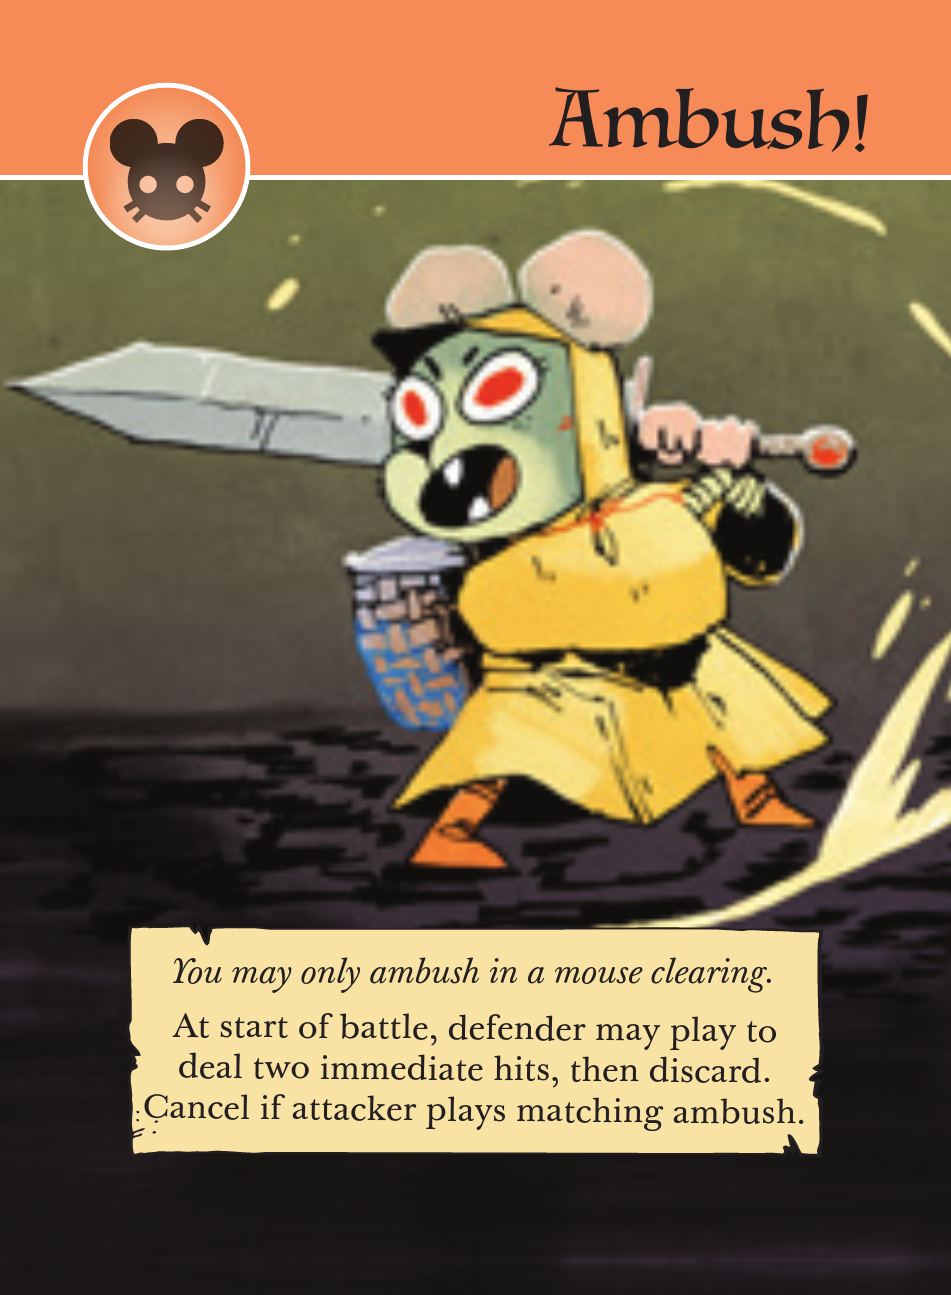 Ambush!
You may only ambush in a mouse clearing.
At start of battle, defender may play to
deal two immediate hits, then discard.
Cancel if attacker plays matching ambush.